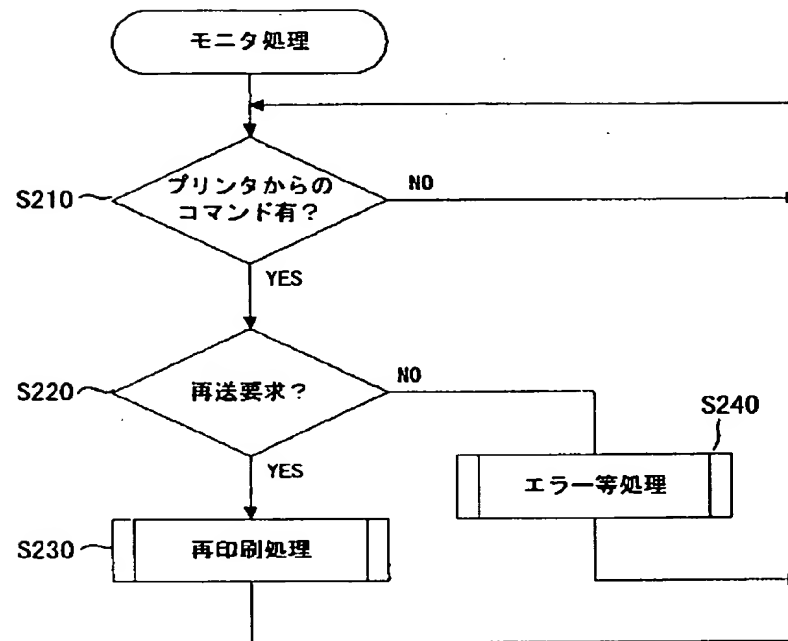 モニタ処理
S210
プリンタからの
コマンド有?
NO
YES
S220
再送要求?
NO
YES
S240
エラー等処理
S230
再印刷処理